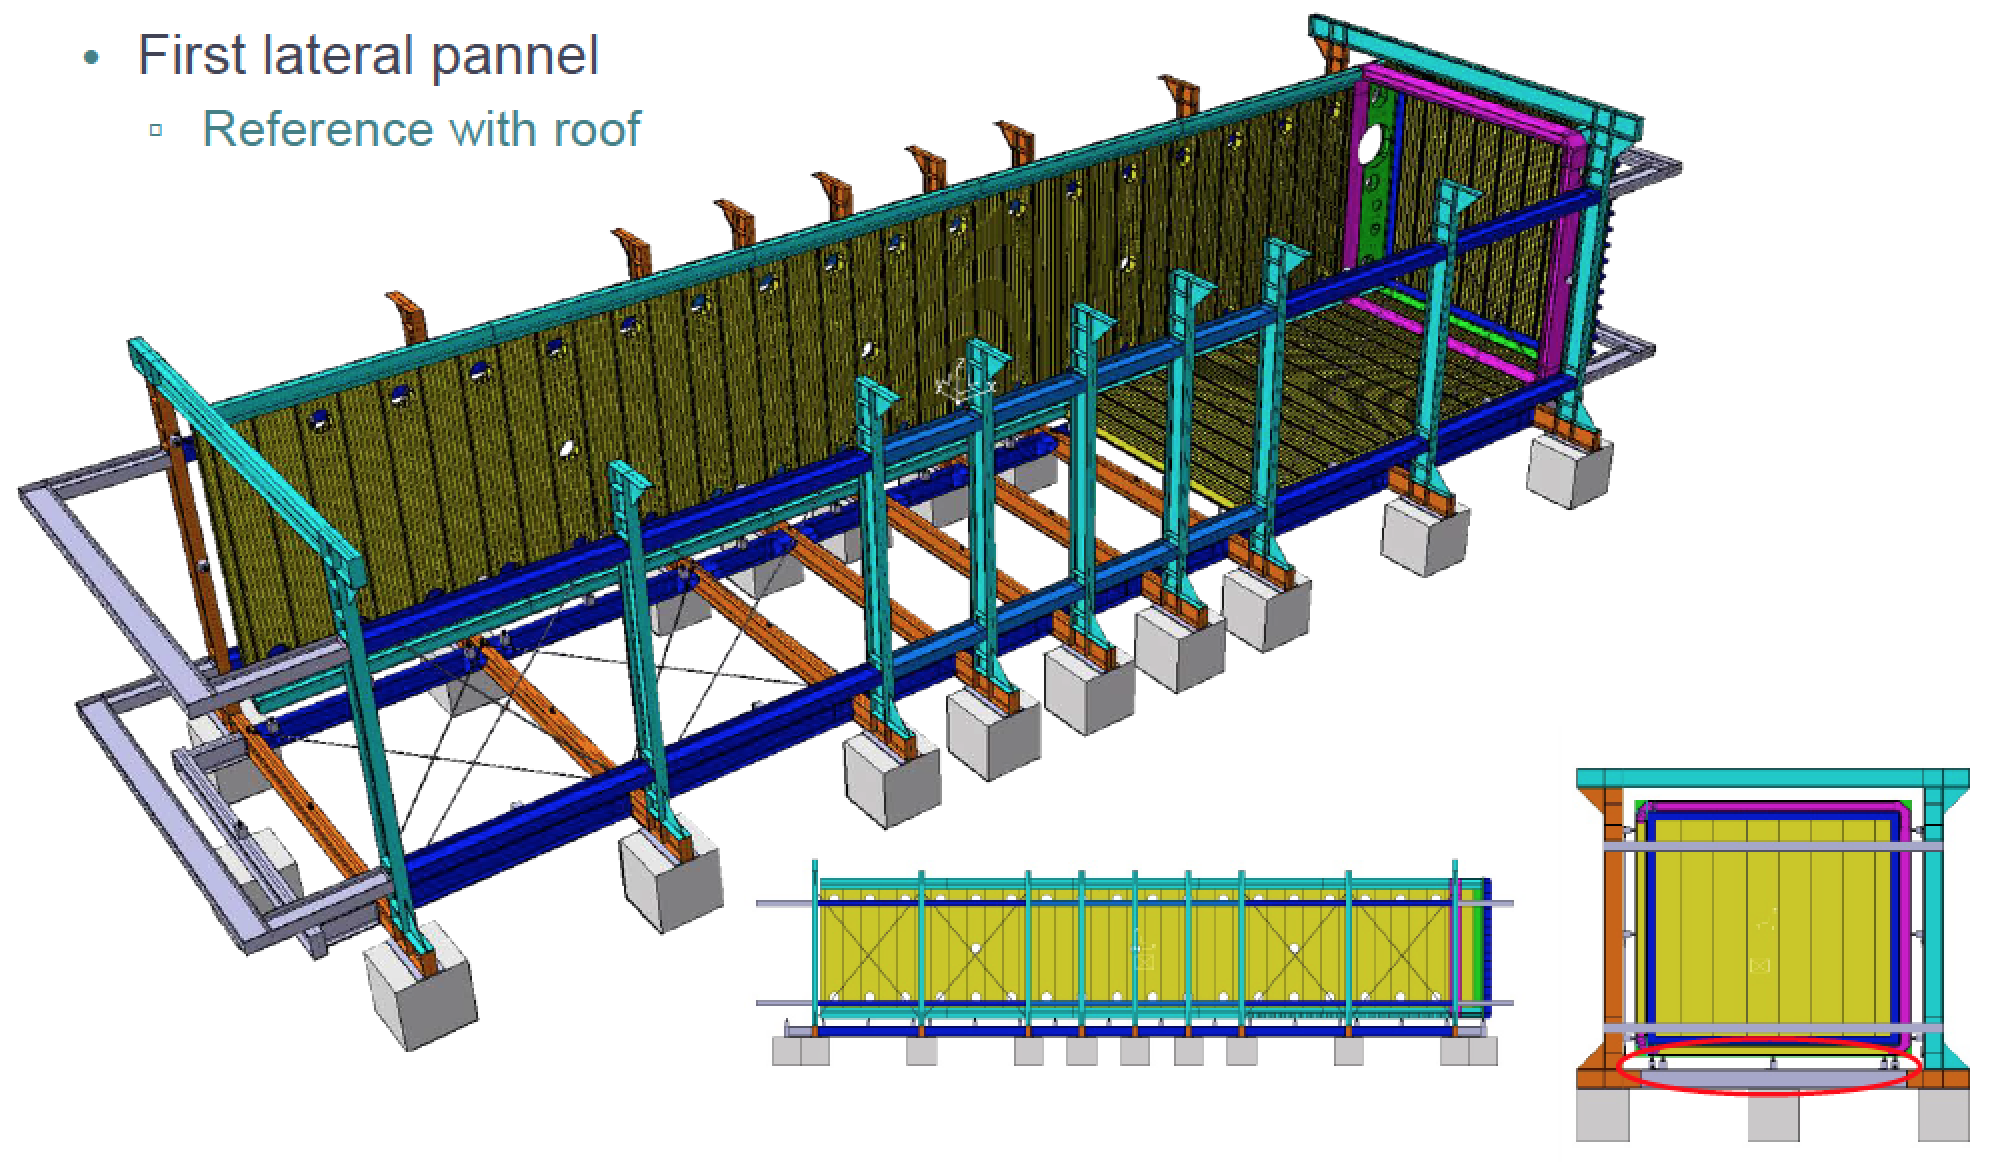 First lateral pannel
Reference with roof